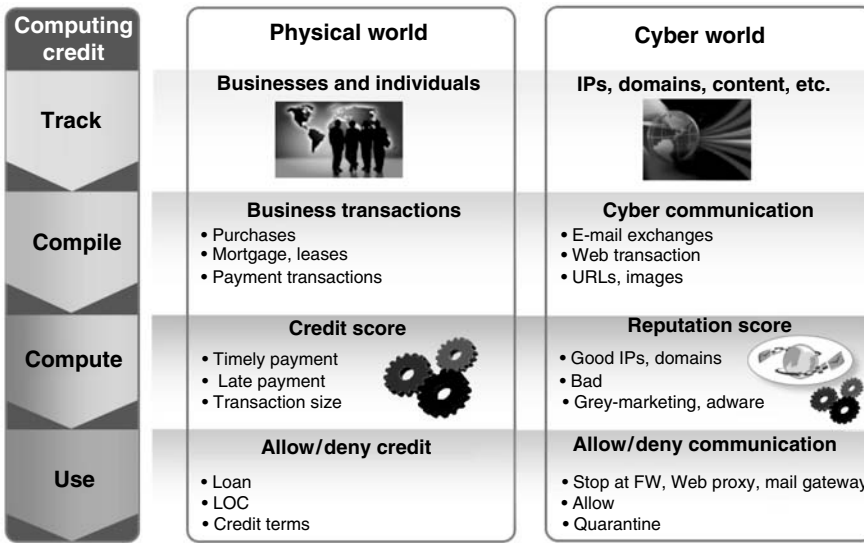 Computing
credit
Physical world
Cyber world
Track
Businesses and individuals
IPs, domains, content, etc.
Compile
Business transactions
• Purchases
• Mortgage, leases
• Payment transactions
Cyber communication
• E-mail exchanges
• Web transaction
• URLs, images
Compute
Credit score
• Timely payment
• Late payment
• Transaction size
Reputation score
• Good IPs, domains
• Bad
• Grey-marketing, adware
Use
Allow/deny credit
• Loan
• LOC
• Credit terms
Allow/deny communication
• Stop at FW, Web proxy, mail gateway
• Allow
• Quarantine